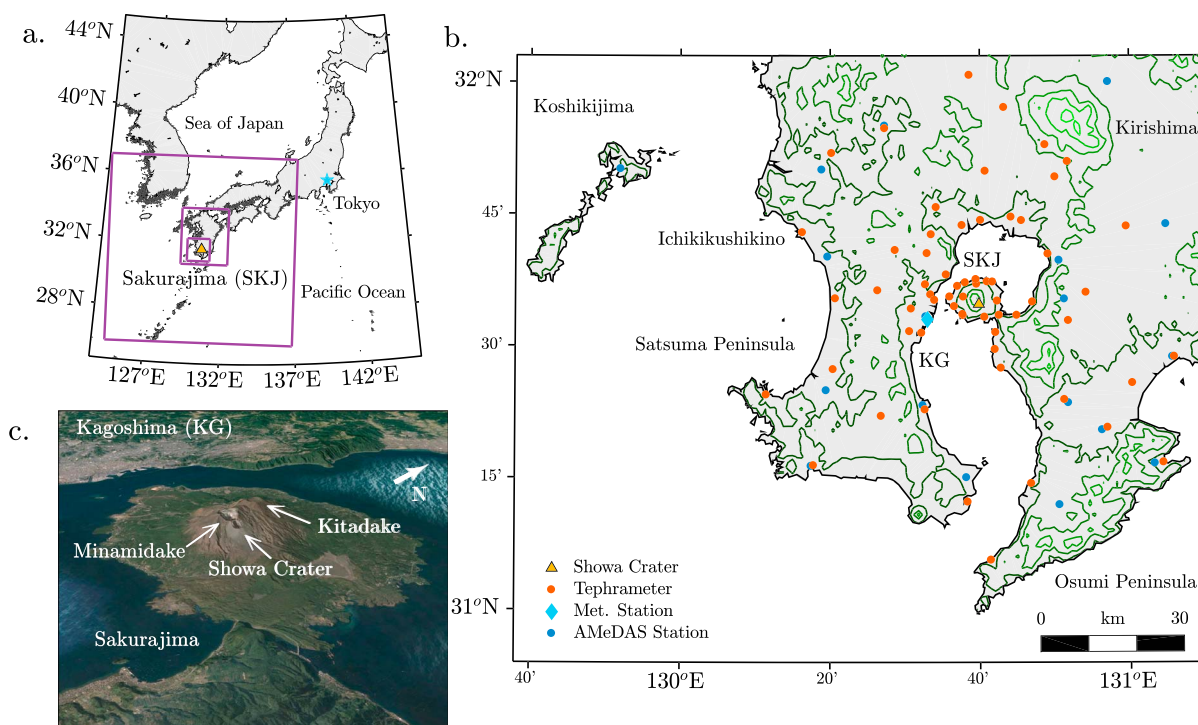 a.
44°N
40°N
36°N
32°N
28°N
Sea of Japan
Tokyo
Sakurajima (SKJ)
Pacific Ocean
127°E
132°E
137°E
142°E
b.
32°N
45'
30'
15'
31°N
Koshikijima
Kirishima
Ichikikushikino
SKJ
Satsuma Peninsula
KG
Osumi Peninsula
Showa Crater
Tephrameter
Met. Station
AMeDAS Station
0
km
30
40'
130°E
20'
40'
131°E
c.
Kagoshima (KG)
N
Kitadake
Minamidake
Showa Crater
Sakurajima